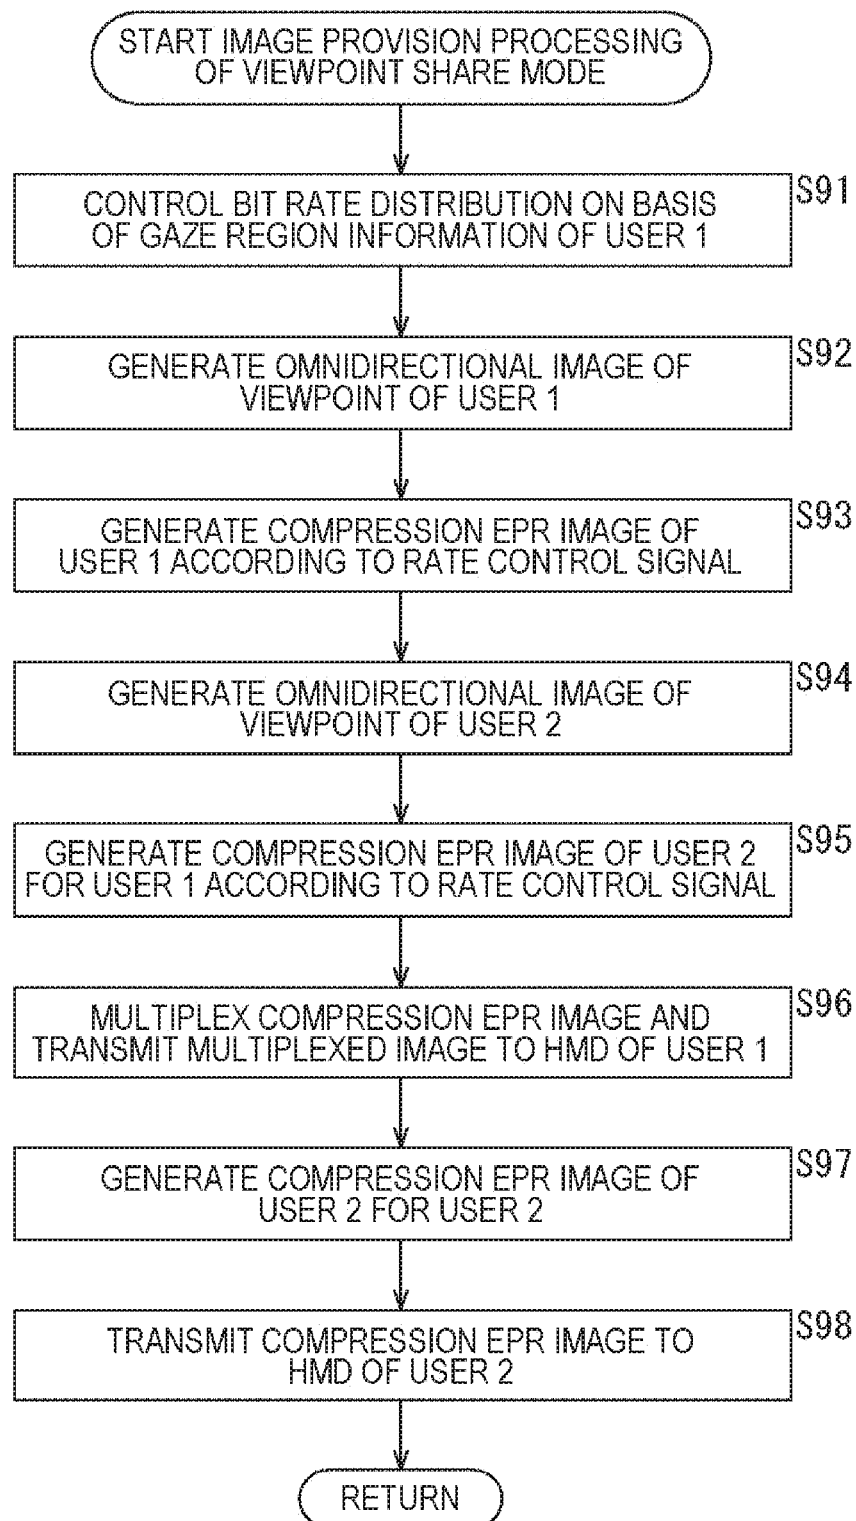 START IMAGE PROVISION PROCESSING
OF VIEWPOINT SHARE MODE
S91
CONTROL BIT RATE DISTRIBUTION ON BASIS
OF GAZE REGION INFORMATION OF USER 1
S92
GENERATE OMNIDIRECTIONAL IMAGE OF
VIEWPOINT OF USER 1
S93
GENERATE COMPRESSION EPR IMAGE OF
USER 1 ACCORDING TO RATE CONTROL SIGNAL
S94
GENERATE OMNIDIRECTIONAL IMAGE OF
VIEWPOINT OF USER 2
S95
GENERATE COMPRESSION EPR IMAGE OF USER 2
FOR USER 1 ACCORDING TO RATE CONTROL SIGNAL
S96
MULTIPLEX COMPRESSION EPR IMAGE AND
TRANSMIT MULTIPLEXED IMAGE TO HMD OF USER 1
S97
GENERATE COMPRESSION EPR IMAGE OF
USER 2 FOR USER 2
S98
TRANSMIT COMPRESSION EPR IMAGE TO
HMD OF USER 2
RETURN